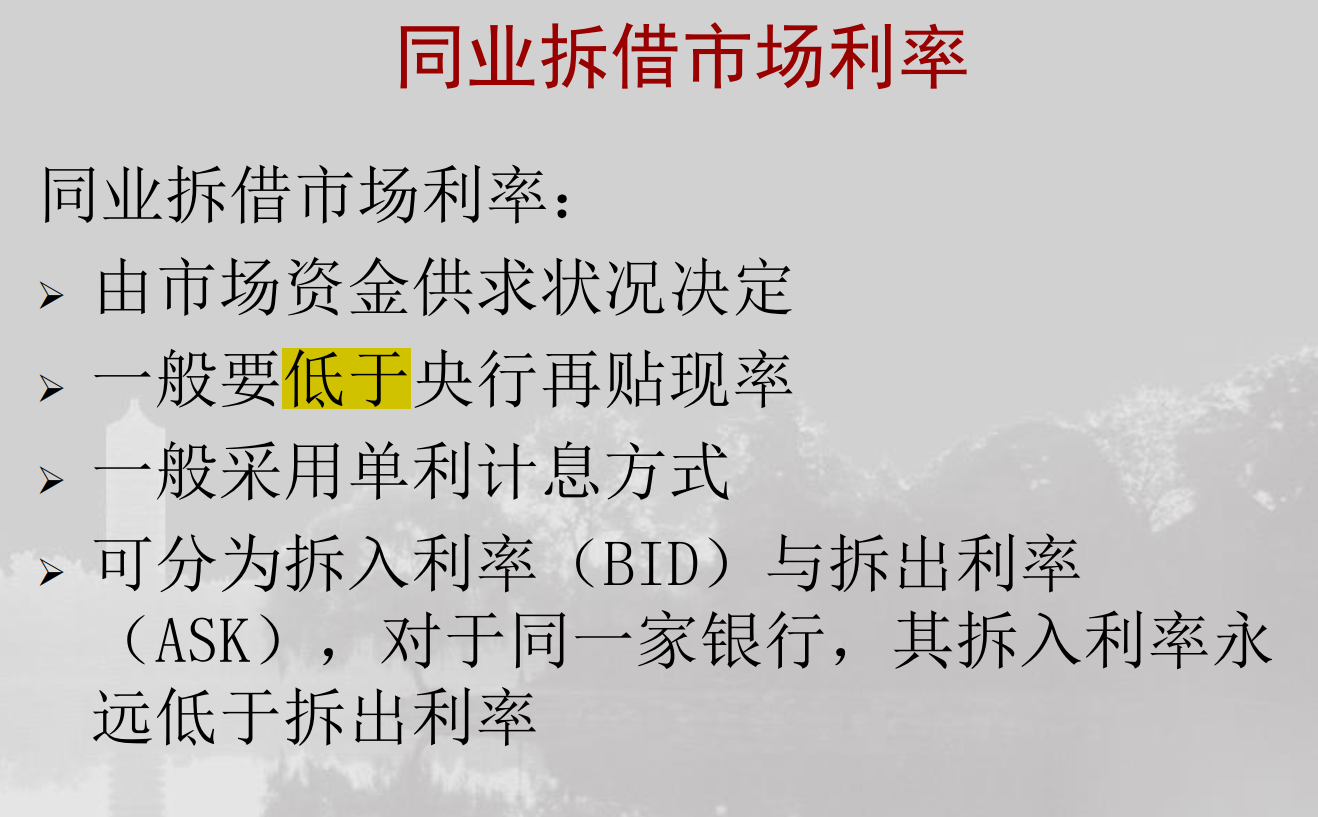 同业拆借市场利率
同业拆借市场利率：
➢ 由市场资金供求状况决定
➢ 一般要低于央行再贴现率
➢ 一般采用单利计息方式
➢ 可分为拆入利率（BID）与拆出利率
（ASK），对于同一家银行，其拆入利率永
远低于拆出利率